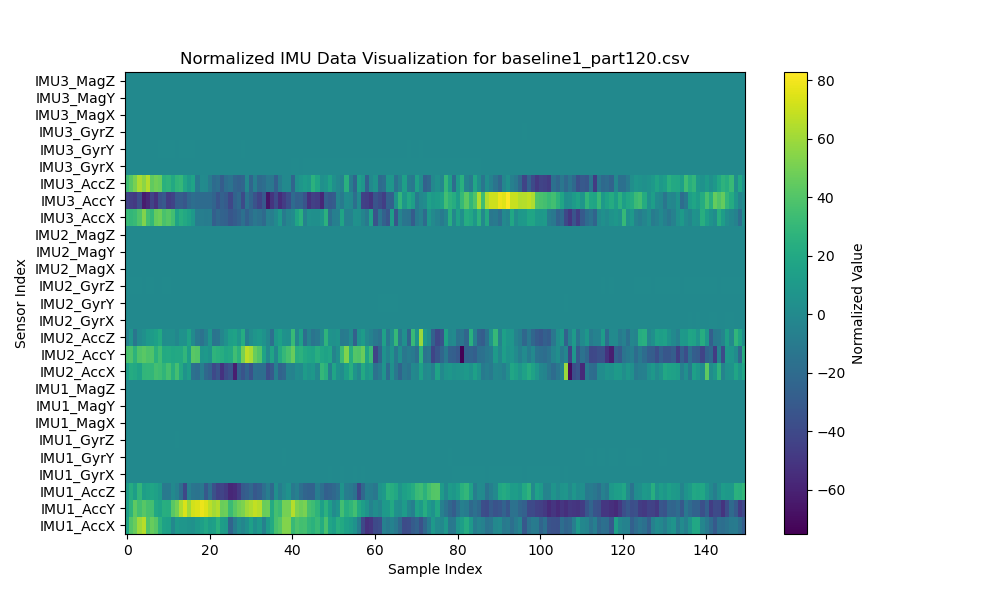 Normalized IMU Data Visualization for baseline1_part120.csv
IMU3_MagZ
IMU3_MagY
IMU3_MagX
IMU3_GyrZ
IMU3_GyrY
IMU3_GyrX
IMU3_AccZ
IMU3_AccY
IMU3_AccX
IMU2_MagZ
IMU2_MagY
IMU2_MagX
IMU2_GyrZ
IMU2_GyrY
IMU2_GyrX
IMU2_AccZ
IMU2_AccY
IMU2_AccX
IMU1_MagZ
IMU1_MagY
IMU1_MagX
IMU1_GyrZ
IMU1_GyrY
IMU1_GyrX
IMU1_AccZ
IMU1_AccY
IMU1_AccX
Sensor Index
0 20 40 60 80 100 120 140
Sample Index
80
60
40
20
0
−20
−40
−60
Normalized Value